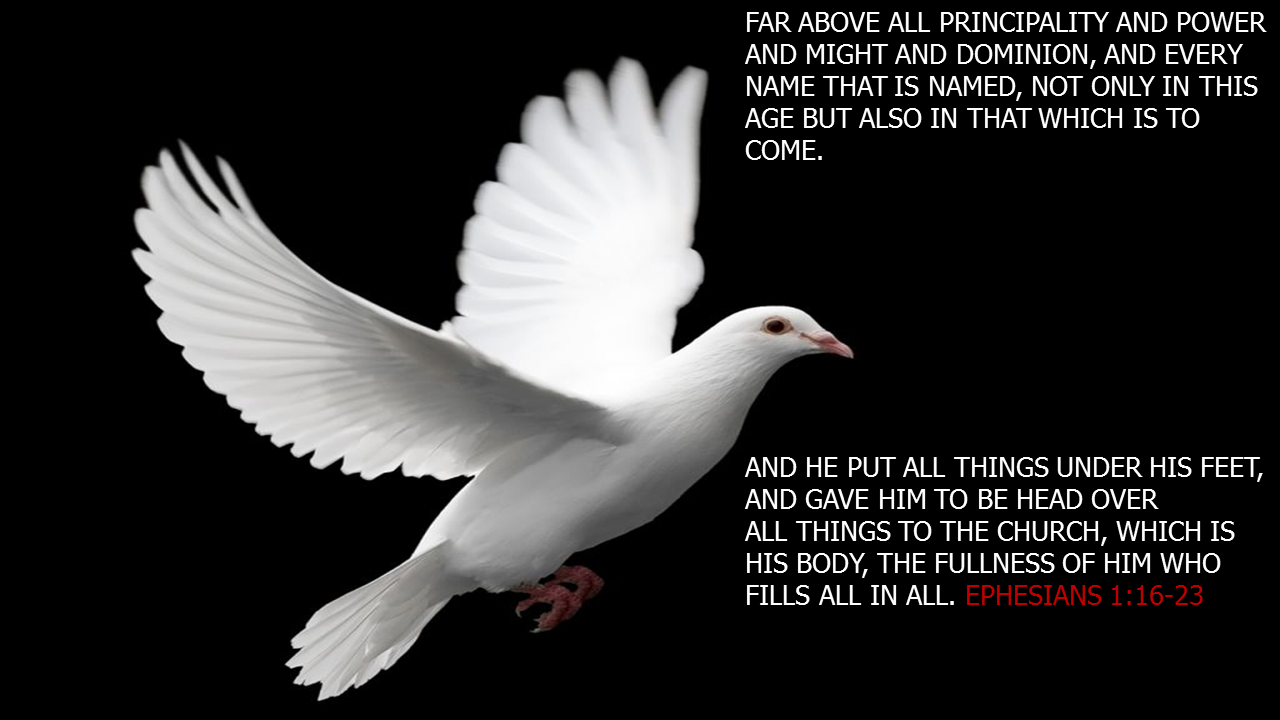 FAR ABOVE ALL PRINCIPALITY AND POWER
AND MIGHT AND DOMINION, AND EVERY
NAME THAT IS NAMED, NOT ONLY IN THIS
AGE BUT ALSO IN THAT WHICH IS TO
COME.
AND HE PUT ALL THINGS UNDER HIS FEET,
AND GAVE HIM TO BE HEAD OVER
ALL THINGS TO THE CHURCH, WHICH IS
HIS BODY, THE FULLNESS OF HIM WHO
FILLS ALL IN ALL. EPHESIANS 1:16-23